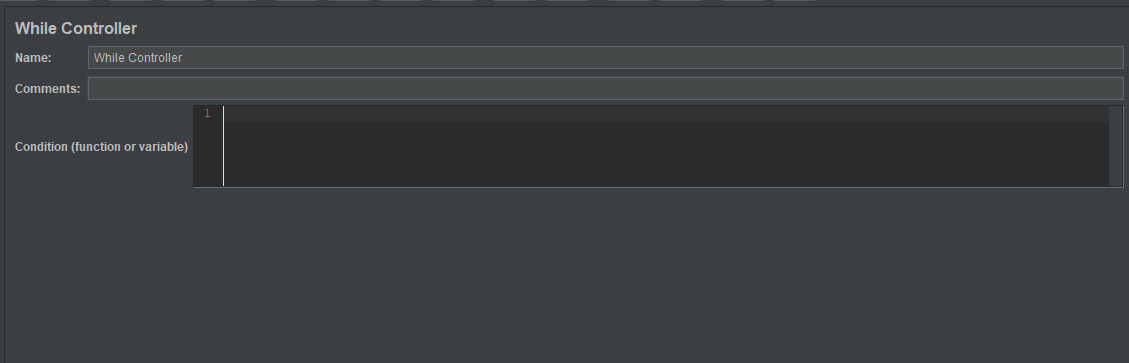 While Controller
Name: While Controller
Comments:
1
Condition (function or variable)